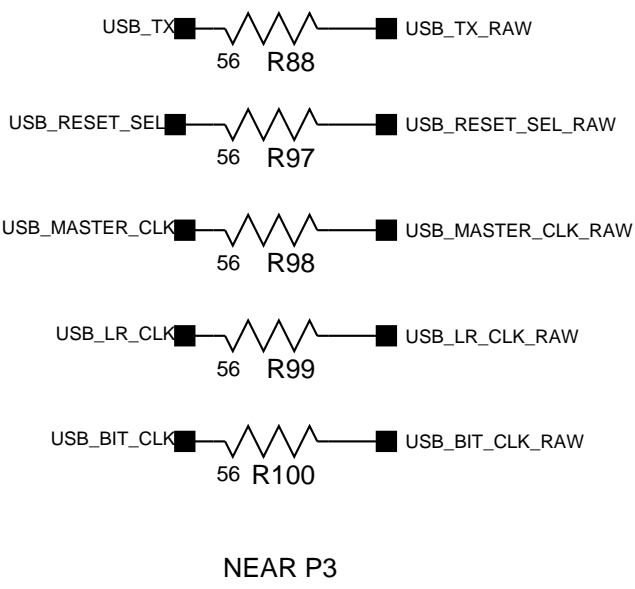 USB_TX USB_TX_RAW
56 R88
USB_RESET_SEL USB_RESET_SEL_RAW
56 R97
USB_MASTER_CLK USB_MASTER_CLK_RAW
56 R98
USB_LR_CLK USB_LR_CLK_RAW
56 R99
USB_BIT_CLK USB_BIT_CLK_RAW
56 R100
NEAR P3